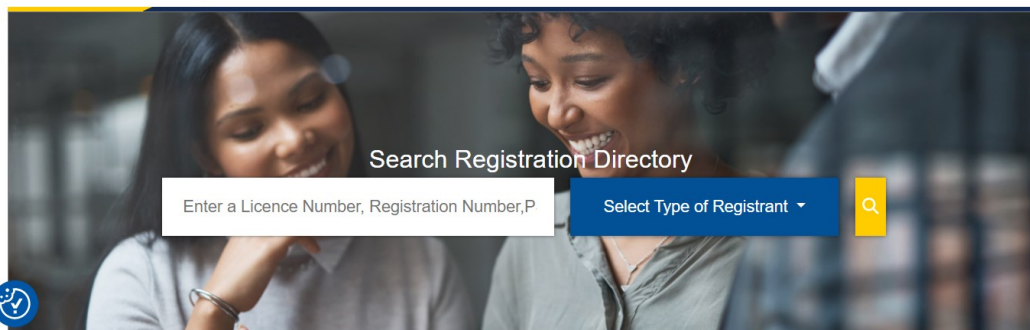 Search Registration Directory
Enter a Licence Number, Registration Number,P
Select Type of Registrant